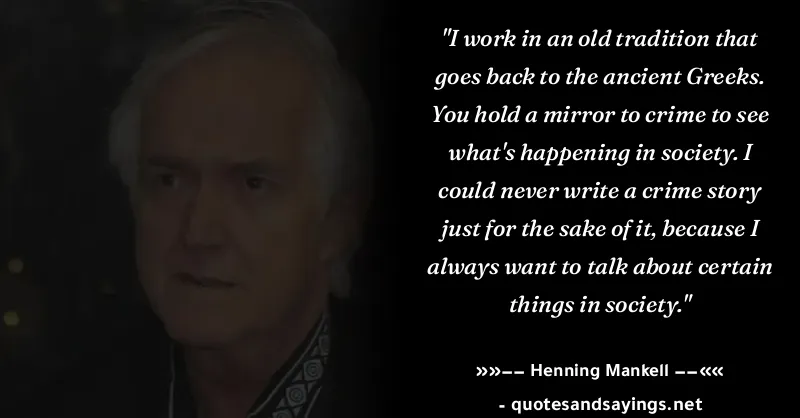 "I work in an old tradition that
goes back to the ancient Greeks.
You hold a mirror to crime to see
what's happening in society. I
could never write a crime story
just for the sake of it, because I
always want to talk about certain
things in society."
»»−− Henning Mankell −−««
- quotesandsayings.net